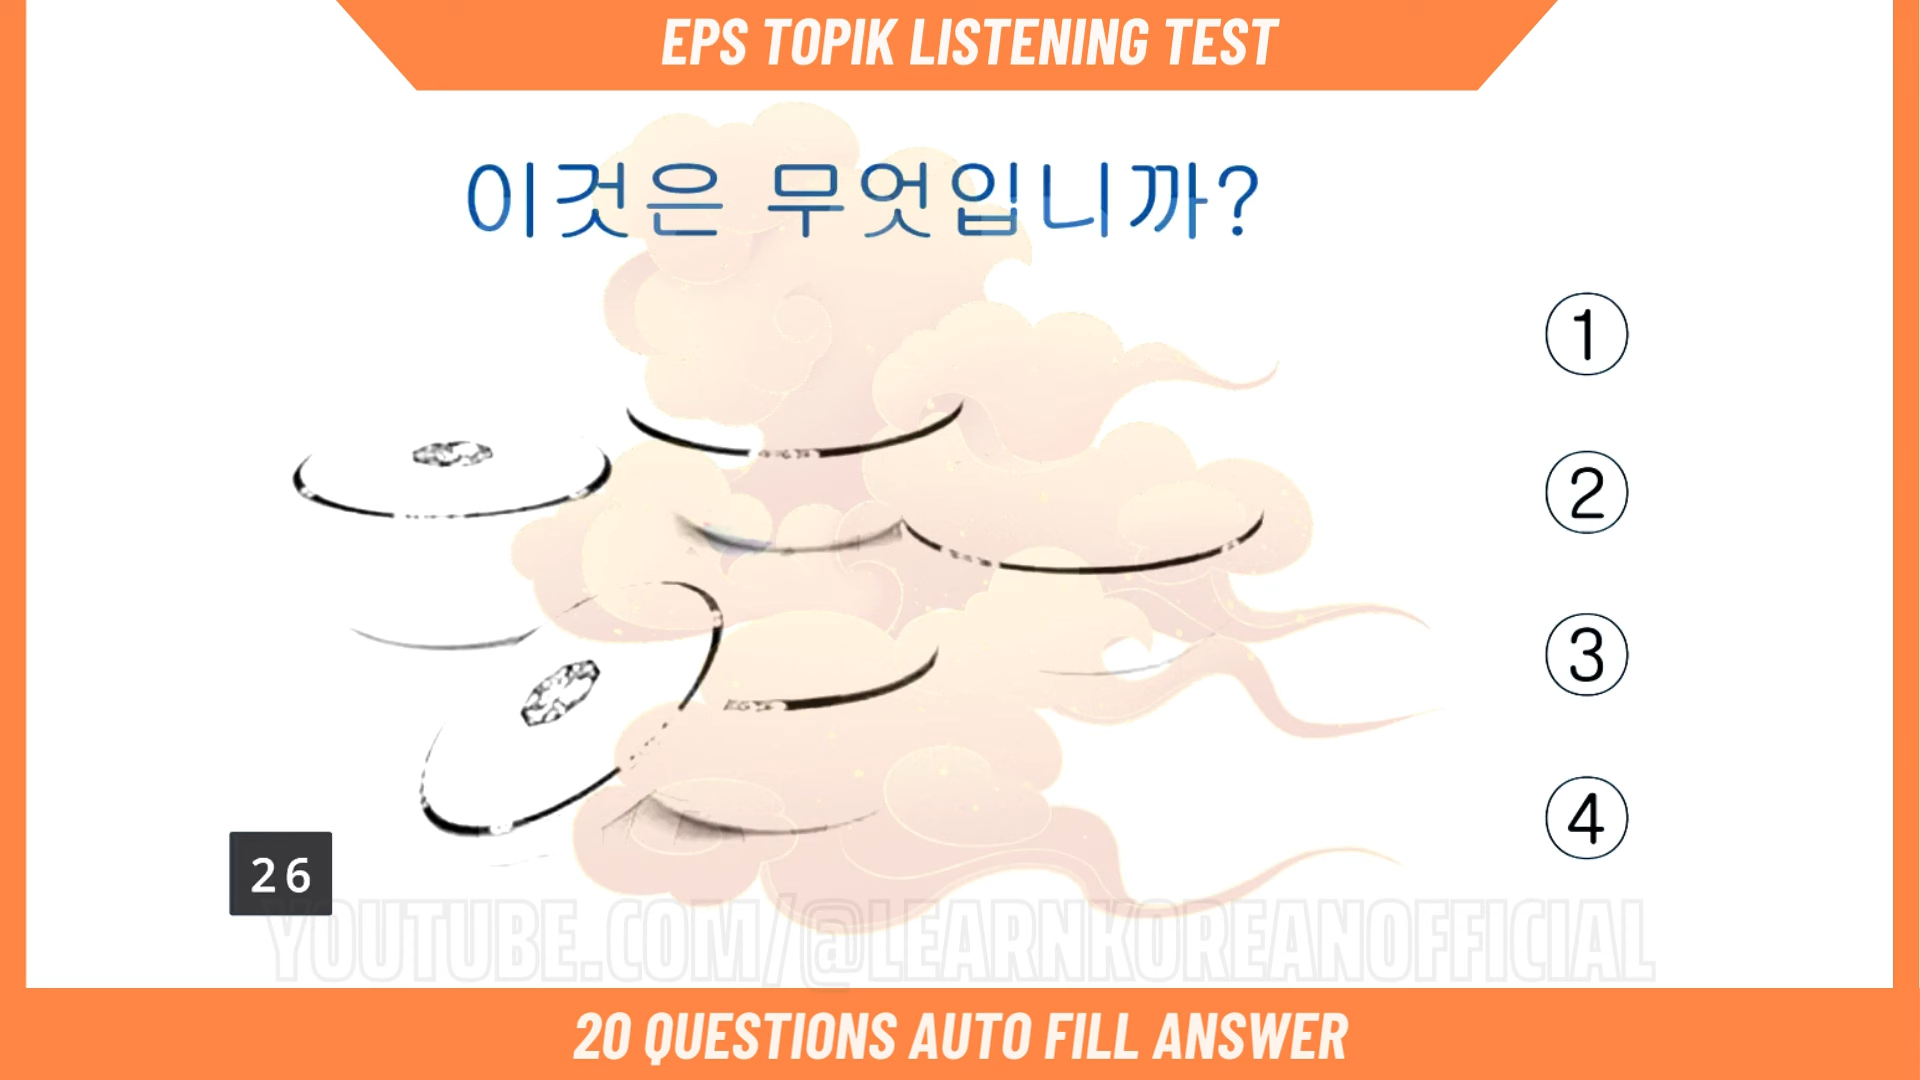 EPS TOPIK LISTENING TEST
이것은 무엇입니까?
①
②
③
④
26
YOUTUBE.COM/@LEARNKOREANOFFICIAL
20 QUESTIONS AUTO FILL ANSWER